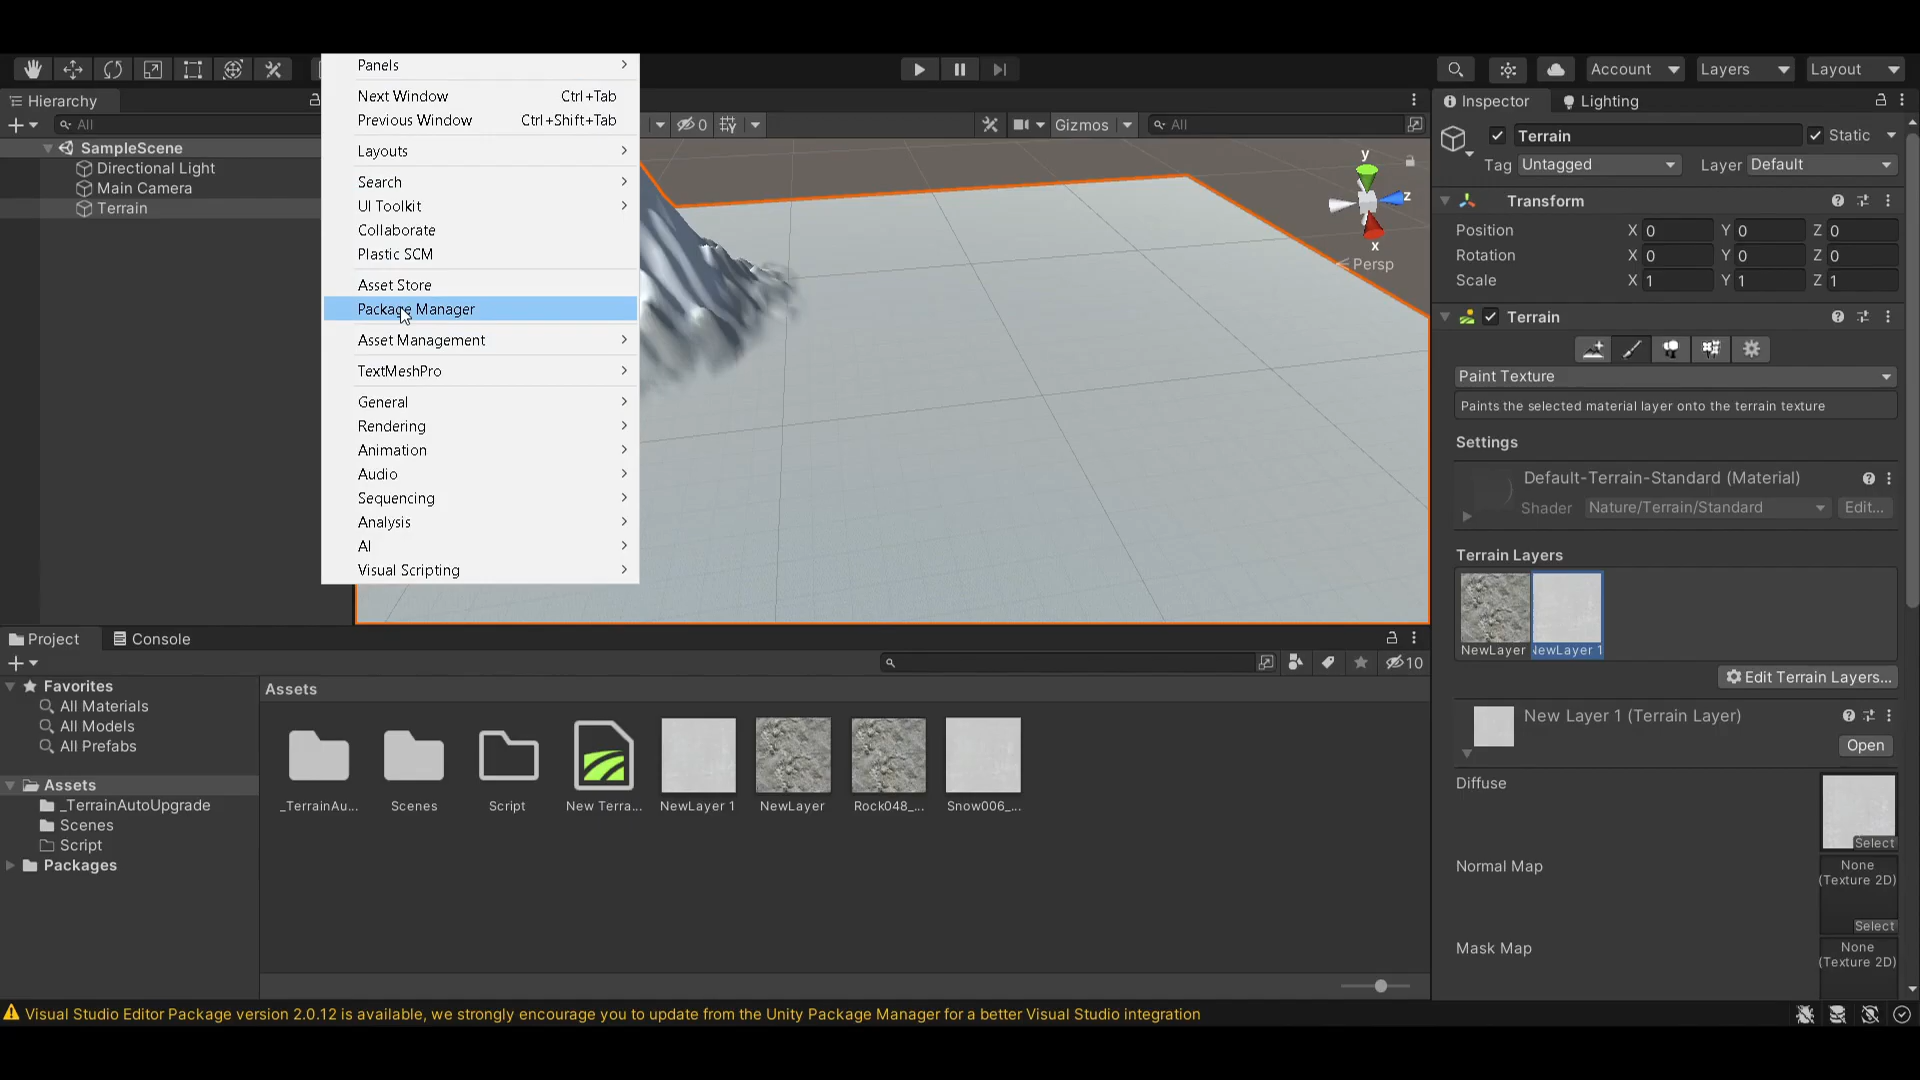 Panels
Next Window Ctrl+Tab
Previous Window Ctrl+Shift+Tab
Layouts
Search
UI Toolkit
Collaborate
Plastic SCM
Asset Store
Package Manager
Asset Management
TextMeshPro
General
Rendering
Animation
Audio
Sequencing
Analysis
AI
Visual Scripting
Account Layers Layout
Hierarchy
All
SampleScene
Directional Light
Main Camera
Terrain
0 Gizmos All
y
z
x
Persp
Inspector Lighting
Terrain Static
Tag Untagged Layer Default
Transform
Position X 0 Y 0 Z 0
Rotation X 0 Y 0 Z 0
Scale X 1 Y 1 Z 1
Terrain
Paint Texture
Paints the selected material layer onto the terrain texture
Settings
Default-Terrain-Standard (Material)
Shader Nature/Terrain/Standard Edit...
Terrain Layers
NewLayer NewLayer 1
Edit Terrain Layers...
New Layer 1 (Terrain Layer)
Open
Diffuse
Select
Normal Map None
(Texture 2D)
Select
Mask Map None
(Texture 2D)
Project Console
10
Favorites
All Materials
All Models
All Prefabs
Assets
_TerrainAutoUpgrade
Scenes
Script
Packages
Assets
_TerrainAu... Scenes Script New Terra... NewLayer 1 NewLayer Rock048_... Snow006_...
Visual Studio Editor Package version 2.0.12 is available, we strongly encourage you to update from the Unity Package Manager for a better Visual Studio integration